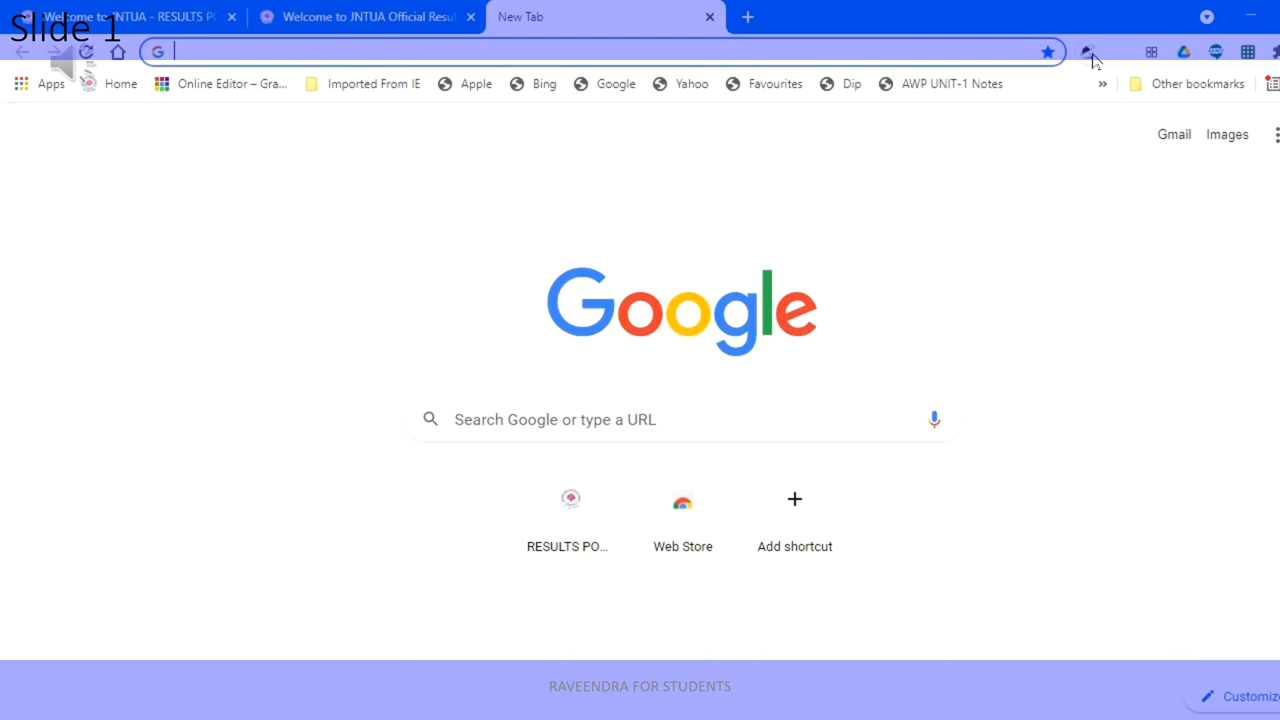 Slide 1
Welcome to JNTUA - RESULTS PO
Welcome to JNTUA Official Resul
New Tab
Apps
Home
Online Editor – Gra...
Imported From IE
Apple
Bing
Google
Yahoo
Favourites
Dip
AWP UNIT-1 Notes
»
Other bookmarks
Gmail
Images
Google
Search Google or type a URL
RESULTS PO...
Web Store
Add shortcut
RAVEENDRA FOR STUDENTS
Customize